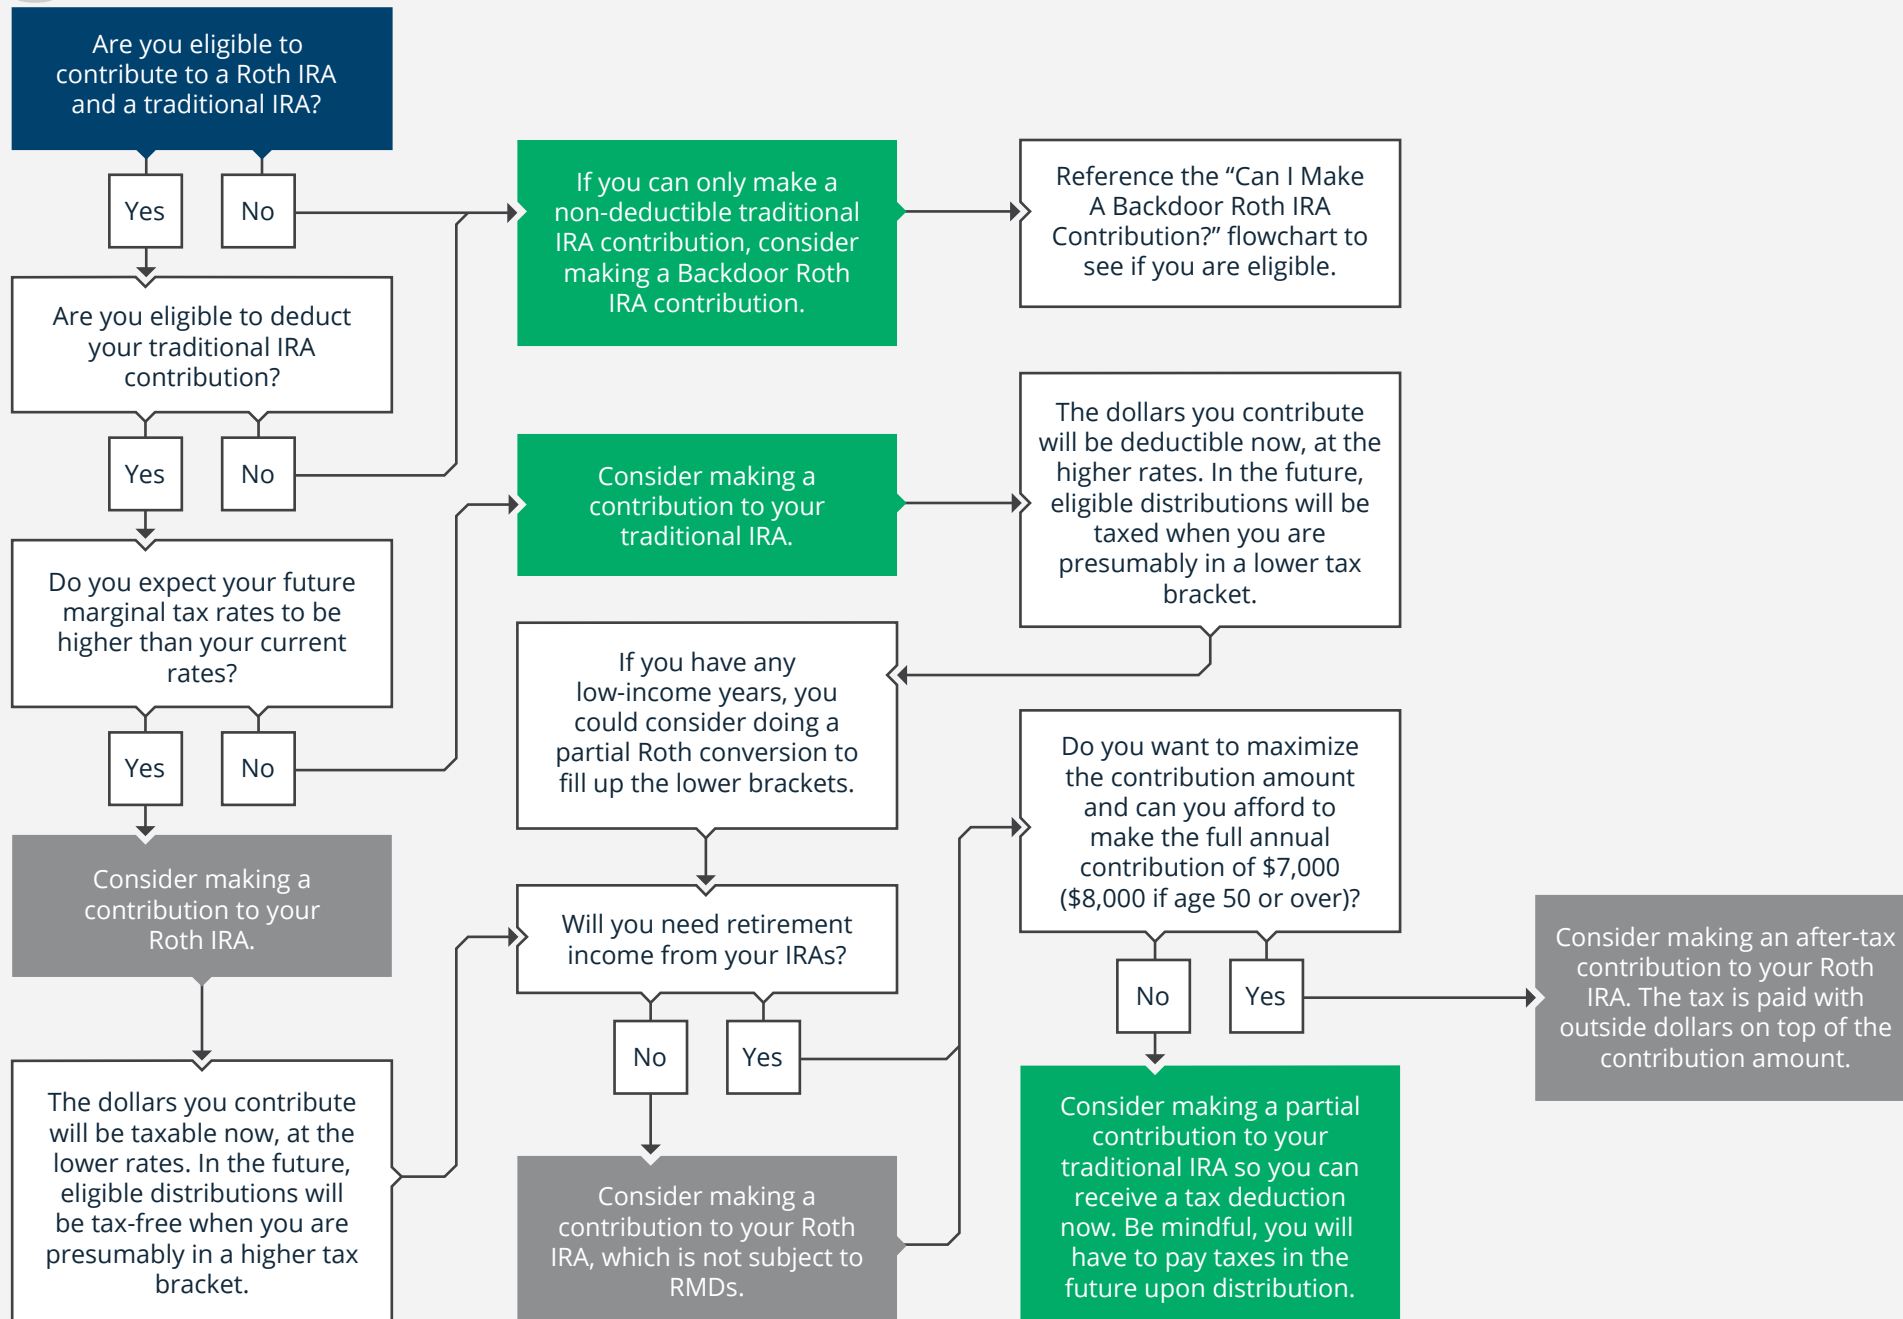 Are you eligible to
contribute to a Roth IRA
and a traditional IRA?
Yes
No
Are you eligible to deduct
your traditional IRA
contribution?
Yes
No
Do you expect your future
marginal tax rates to be
higher than your current
rates?
Yes
No
Consider making a
contribution to your
Roth IRA.
The dollars you contribute
will be taxable now, at the
lower rates. In the future,
eligible distributions will
be tax-free when you are
presumably in a higher tax
bracket.
If you can only make a
non-deductible traditional
IRA contribution, consider
making a Backdoor Roth
IRA contribution.
Reference the “Can I Make
A Backdoor Roth IRA
Contribution?” flowchart to
see if you are eligible.
Consider making a
contribution to your
traditional IRA.
The dollars you contribute
will be deductible now, at the
higher rates. In the future,
eligible distributions will be
taxed when you are
presumably in a lower tax
bracket.
If you have any
low-income years, you
could consider doing a
partial Roth conversion to
fill up the lower brackets.
Will you need retirement
income from your IRAs?
No
Yes
Consider making a
contribution to your Roth
IRA, which is not subject to
RMDs.
Do you want to maximize
the contribution amount
and can you afford to
make the full annual
contribution of $7,000
($8,000 if age 50 or over)?
No
Yes
Consider making a partial
contribution to your
traditional IRA so you can
receive a tax deduction
now. Be mindful, you will
have to pay taxes in the
future upon distribution.
Consider making an after-tax
contribution to your Roth
IRA. The tax is paid with
outside dollars on top of the
contribution amount.